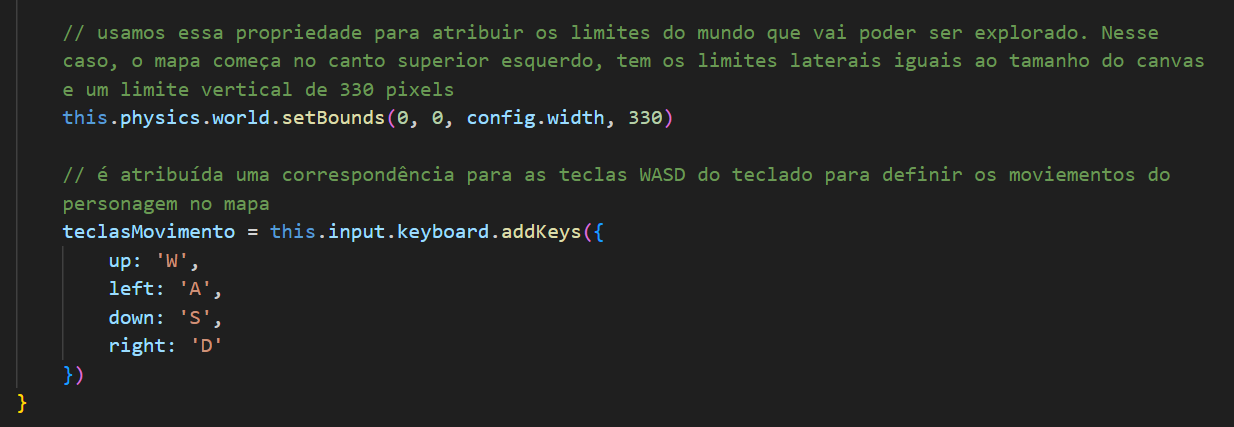 // usamos essa propriedade para atribuir os limites do mundo que vai poder ser explorado. Nesse
caso, o mapa começa no canto superior esquerdo, tem os limites laterais iguais ao tamanho do canvas
e um limite vertical de 330 pixels
this.physics.world.setBounds(0, 0, config.width, 330)
// é atribuída uma correspondência para as teclas WASD do teclado para definir os moviementos do
personagem no mapa
teclasMovimento = this.input.keyboard.addKeys({
up: 'W',
left: 'A',
down: 'S',
right: 'D'
})
}